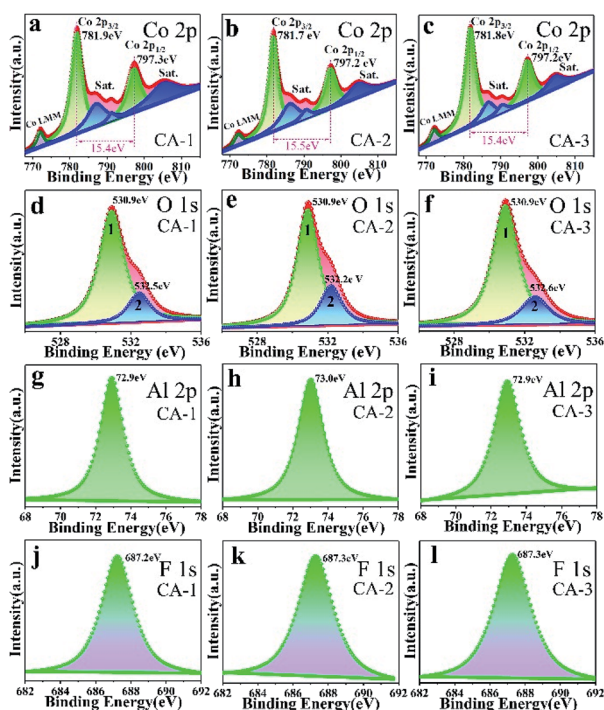 a
Co 2p
Co 2p3/2
781.9eV
Co 2p1/2
797.3eV
Sat.
Sat.
Co LMM
15.4eV
CA-1
770 780 790 800 810
Binding Energy (eV)
Intensity(a.u.)
b
Co 2p
Co 2p3/2
781.7 eV
Co 2p1/2
797.2 eV
Sat.
Sat.
Co LMM
15.5eV
CA-2
770 780 790 800 810
Binding Energy (eV)
Intensity(a.u.)
c
Co 2p
Co 2p3/2
781.8eV
Co 2p1/2
797.2eV
Sat.
Sat.
Co LMM
15.4eV
CA-3
770 780 790 800 810
Binding Energy (eV)
Intensity(a.u.)
d
530.9eV
O 1s
CA-1
1
532.5eV
2
528 532 536
Binding Energy (eV)
Intensity(a.u.)
e
530.9eV
O 1s
CA-2
1
532.2eV
2
528 532 536
Binding Energy (eV)
Intensity(a.u.)
f
530.9eV
O 1s
CA-3
1
532.6eV
2
528 532 536
Binding Energy (eV)
Intensity(a.u.)
g
72.9eV
Al 2p
CA-1
68 70 72 74 76 78
Binding Energy(eV)
Intensity(a.u.)
h
73.0eV
Al 2p
CA-2
68 70 72 74 76 78
Binding Energy(eV)
Intensity(a.u.)
i
72.9eV
Al 2p
CA-3
68 70 72 74 76 78
Binding Energy(eV)
Intensity(a.u.)
j
687.2eV
F 1s
CA-1
682 684 686 688 690 692
Binding Energy(eV)
Intensity(a.u.)
k
687.3eV
F 1s
CA-2
682 684 686 688 690 692
Binding Energy(eV)
Intensity(a.u.)
l
687.3eV
F 1s
CA-3
682 684 686 688 690 692
Binding Energy(eV)
Intensity(a.u.)